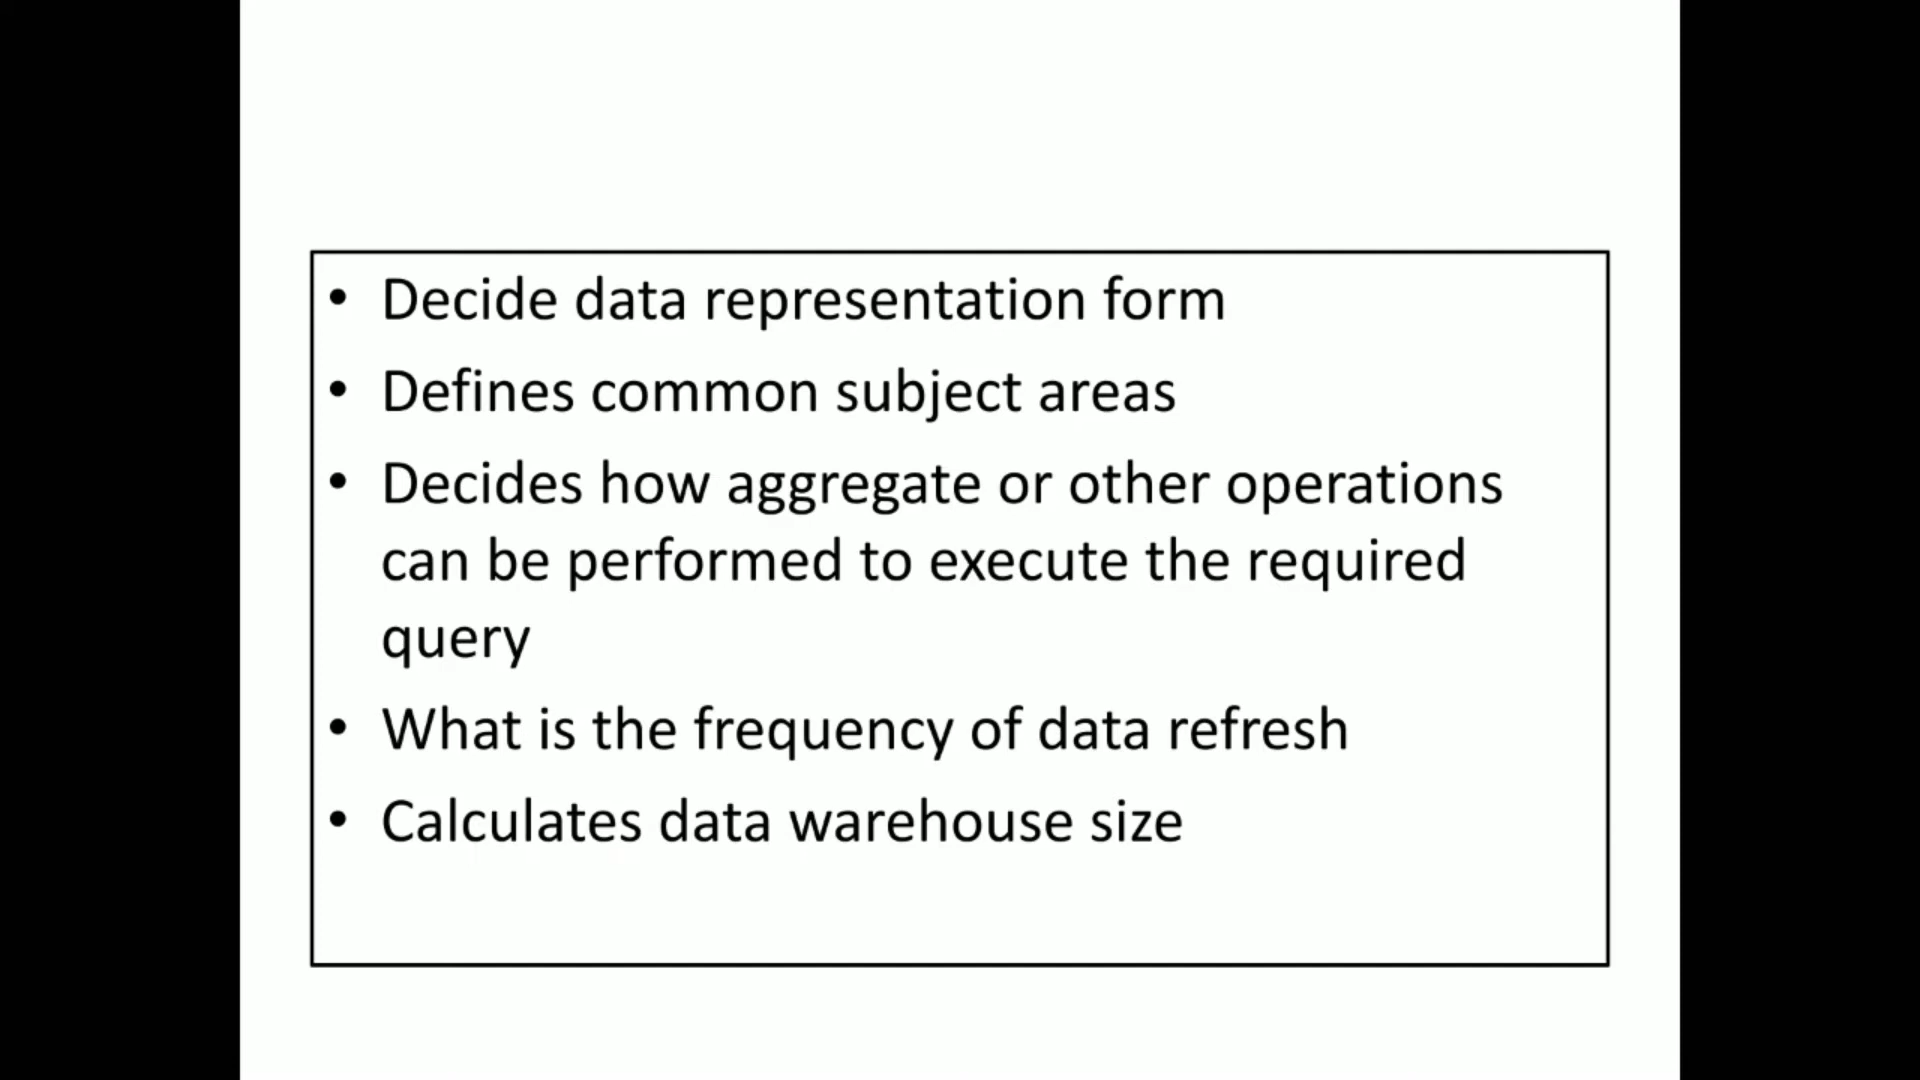 • Decide data representation form
• Defines common subject areas
• Decides how aggregate or other operations
can be performed to execute the required
query
• What is the frequency of data refresh
• Calculates data warehouse size